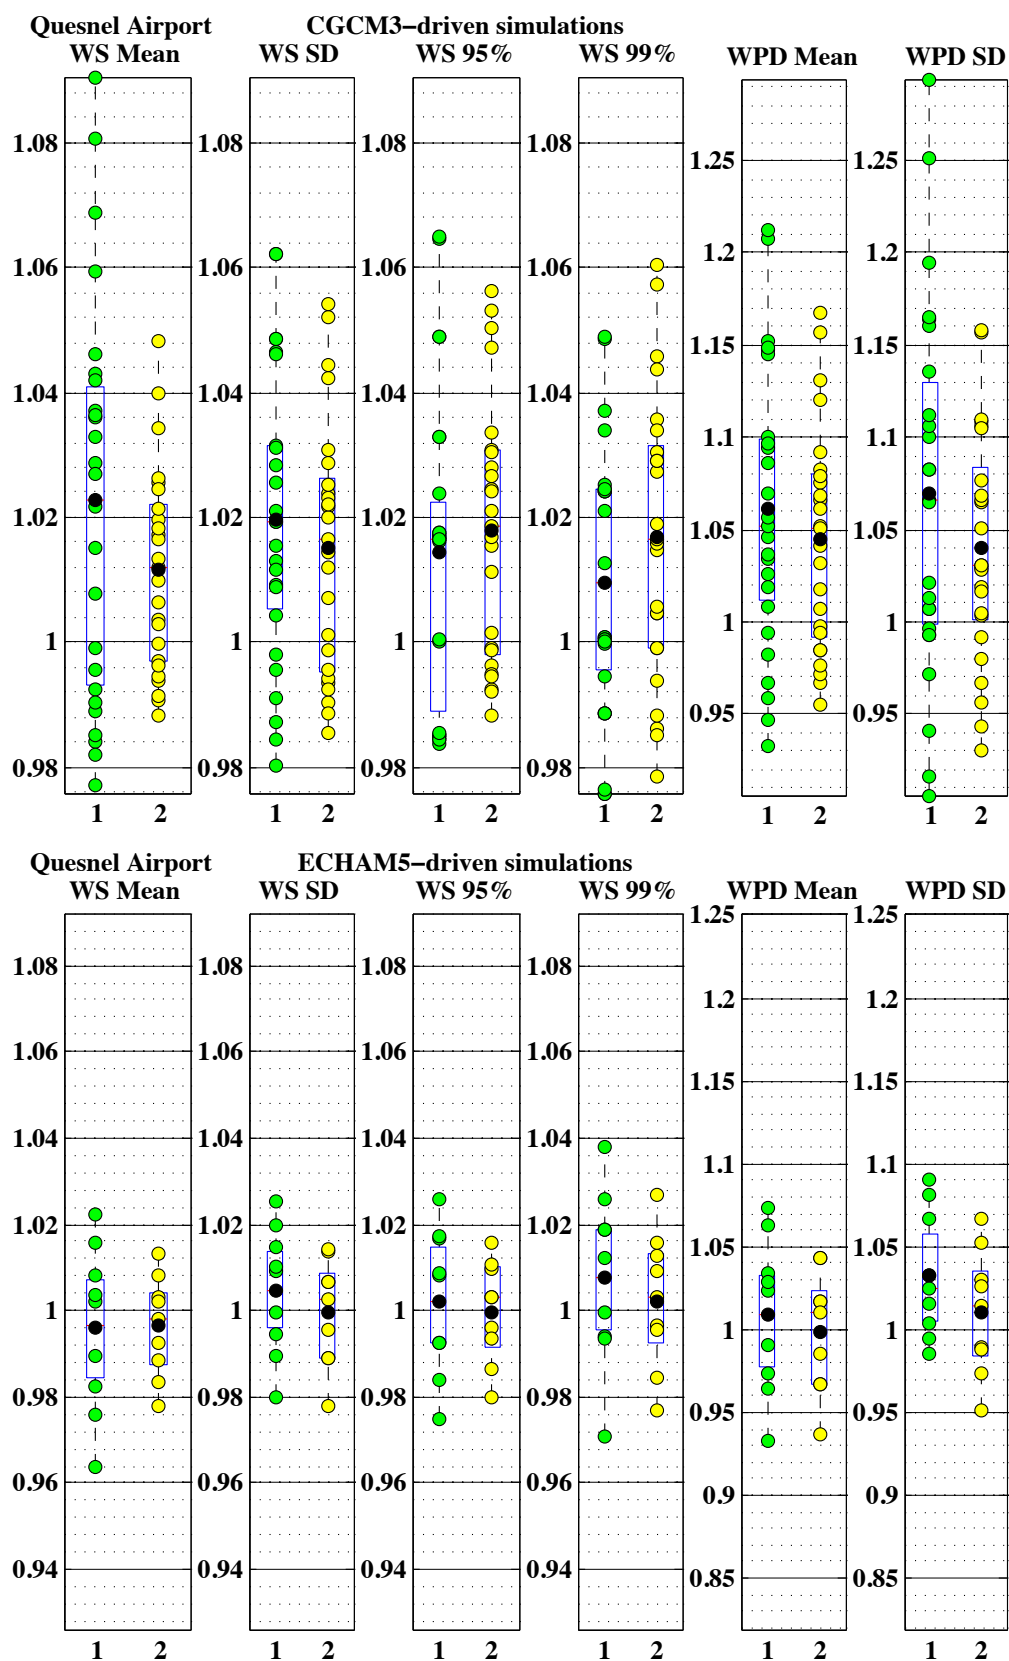 Quesnel Airport CGCM3−driven simulations
WS Mean WS SD WS 95% WS 99% WPD Mean WPD SD
1.08 1.08 1.08 1.08 1.25 1.25
1.06 1.06 1.06 1.06 1.2 1.2
1.04 1.04 1.04 1.04 1.15 1.15
1.02 1.02 1.02 1.02 1.1 1.1
1 1 1 1 1.05 1.05
0.98 0.98 0.98 0.98 1 1
0.95 0.95
1 2 1 2 1 2 1 2 1 2 1 2
Quesnel Airport ECHAM5−driven simulations
WS Mean WS SD WS 95% WS 99% WPD Mean WPD SD
1.25 1.25
1.08 1.08 1.08 1.08 1.2 1.2
1.06 1.06 1.06 1.06 1.15 1.15
1.04 1.04 1.04 1.04 1.1 1.1
1.02 1.02 1.02 1.02 1.05 1.05
1 1 1 1 1 1
0.98 0.98 0.98 0.98 0.95 0.95
0.96 0.96 0.96 0.96 0.9 0.9
0.94 0.94 0.94 0.94 0.85 0.85
1 2 1 2 1 2 1 2 1 2 1 2